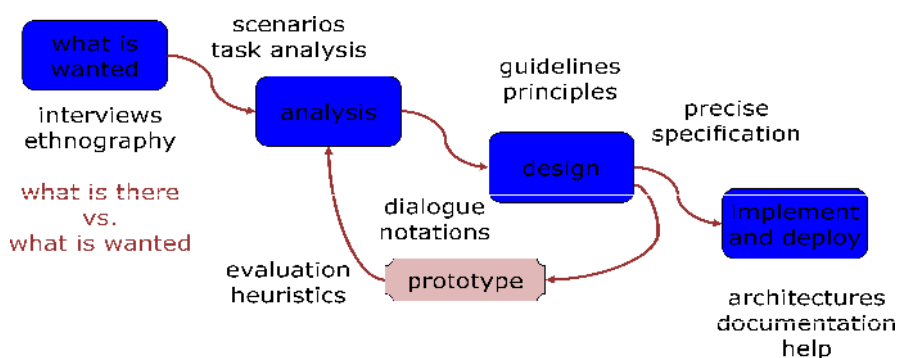 what is
wanted
scenarios
task analysis
interviews
ethnography
analysis
guidelines
principles
precise
specification
what is there
vs.
what is wanted
design
dialogue
notations
implement
and deploy
evaluation
heuristics
prototype
architectures
documentation
help